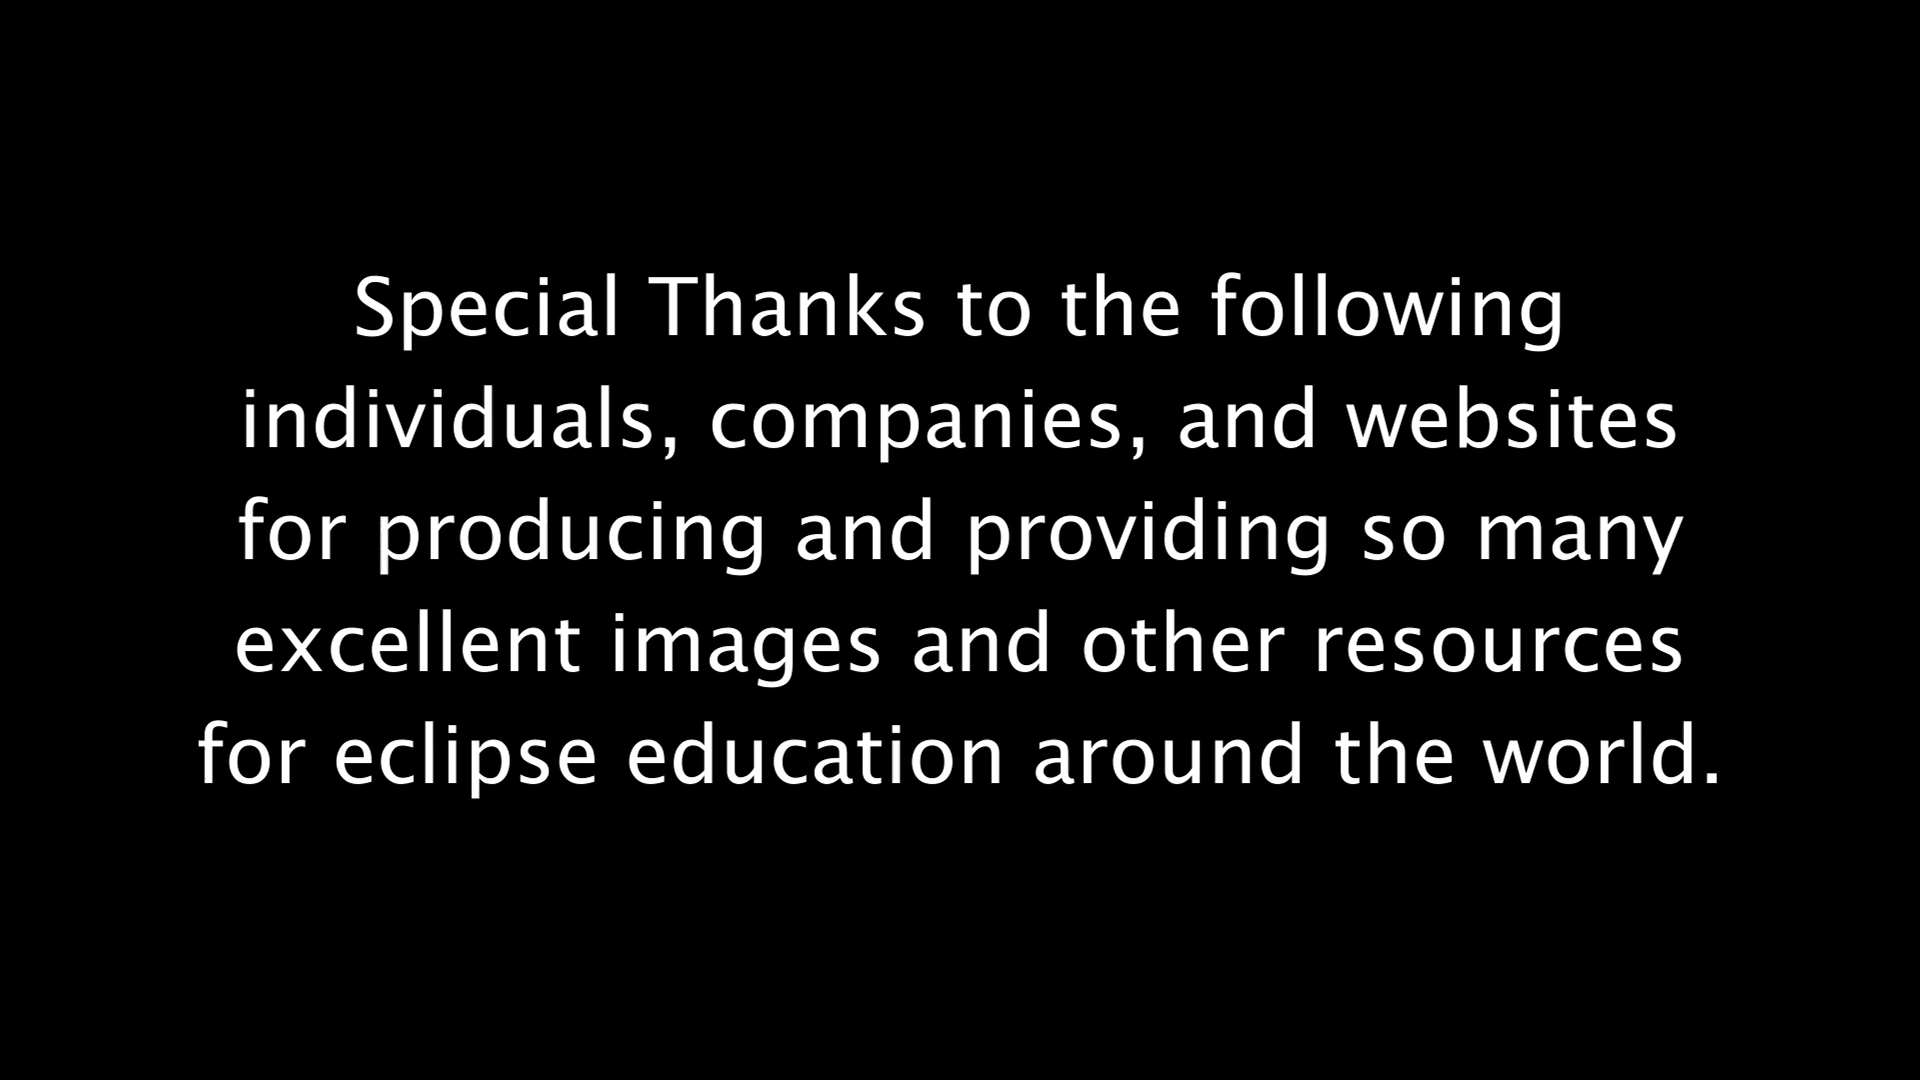 Special Thanks to the following
individuals, companies, and websites
for producing and providing so many
excellent images and other resources
for eclipse education around the world.